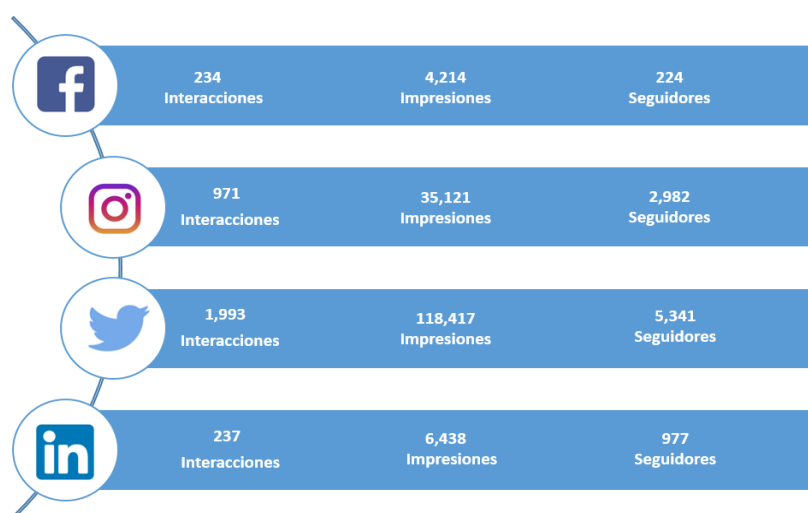 234 4,214 224
Interacciones Impresiones Seguidores
971 35,121 2,982
Interacciones Impresiones Seguidores
1,993 118,417 5,341
Interacciones Impresiones Seguidores
237 6,438 977
Interacciones Impresiones Seguidores